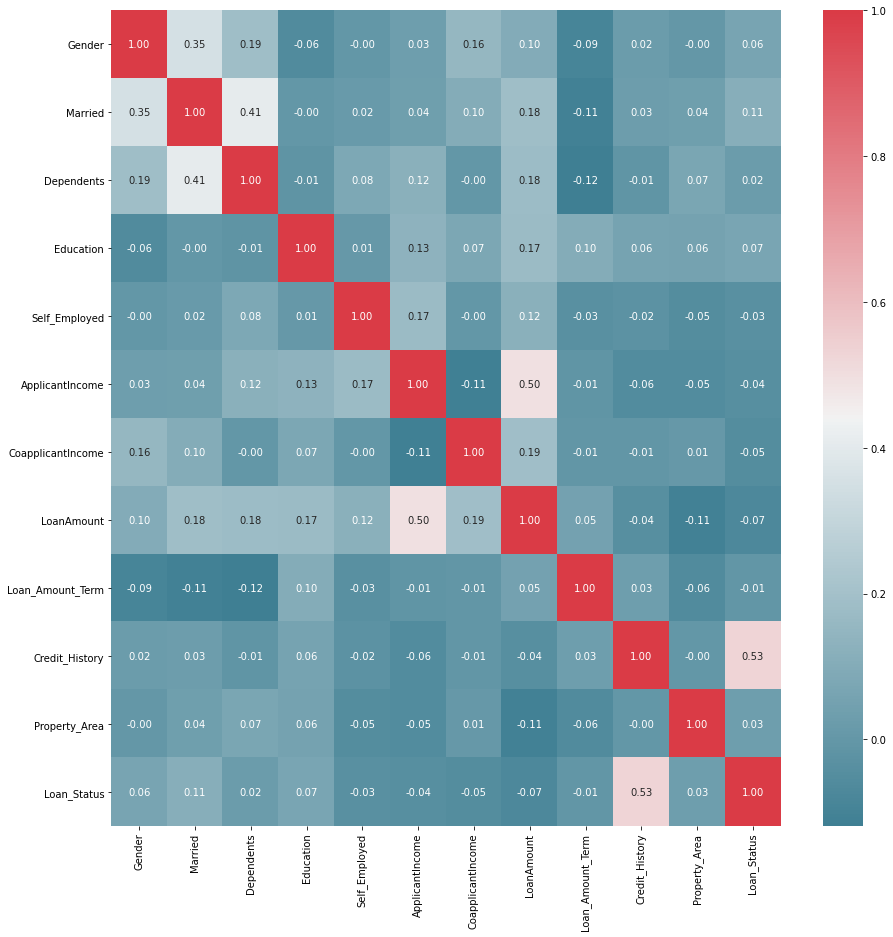 Gender 1.00 0.35 0.19 -0.06 -0.00 0.03 0.16 0.10 -0.09 0.02 -0.00 0.06
Married 0.35 1.00 0.41 -0.00 0.02 0.04 0.10 0.18 -0.11 0.03 0.04 0.11
Dependents 0.19 0.41 1.00 -0.01 0.08 0.12 -0.00 0.18 -0.12 -0.01 0.07 0.02
Education -0.06 -0.00 -0.01 1.00 0.01 0.13 0.07 0.17 0.10 0.06 0.06 0.07
Self_Employed -0.00 0.02 0.08 0.01 1.00 0.17 -0.00 0.12 -0.03 -0.02 -0.05 -0.03
ApplicantIncome 0.03 0.04 0.12 0.13 0.17 1.00 -0.11 0.50 -0.01 -0.06 -0.05 -0.04
CoapplicantIncome 0.16 0.10 -0.00 0.07 -0.00 -0.11 1.00 0.19 -0.01 -0.01 0.01 -0.05
LoanAmount 0.10 0.18 0.18 0.17 0.12 0.50 0.19 1.00 0.05 -0.04 -0.11 -0.07
Loan_Amount_Term -0.09 -0.11 -0.12 0.10 -0.03 -0.01 -0.01 0.05 1.00 0.03 -0.06 -0.01
Credit_History 0.02 0.03 -0.01 0.06 -0.02 -0.06 -0.01 -0.04 0.03 1.00 -0.00 0.53
Property_Area -0.00 0.04 0.07 0.06 -0.05 -0.05 0.01 -0.11 -0.06 -0.00 1.00 0.03
Loan_Status 0.06 0.11 0.02 0.07 -0.03 -0.04 -0.05 -0.07 -0.01 0.53 0.03 1.00
Gender
Married
Dependents
Education
Self_Employed
ApplicantIncome
CoapplicantIncome
LoanAmount
Loan_Amount_Term
Credit_History
Property_Area
Loan_Status
1.0
0.8
0.6
0.4
0.2
0.0